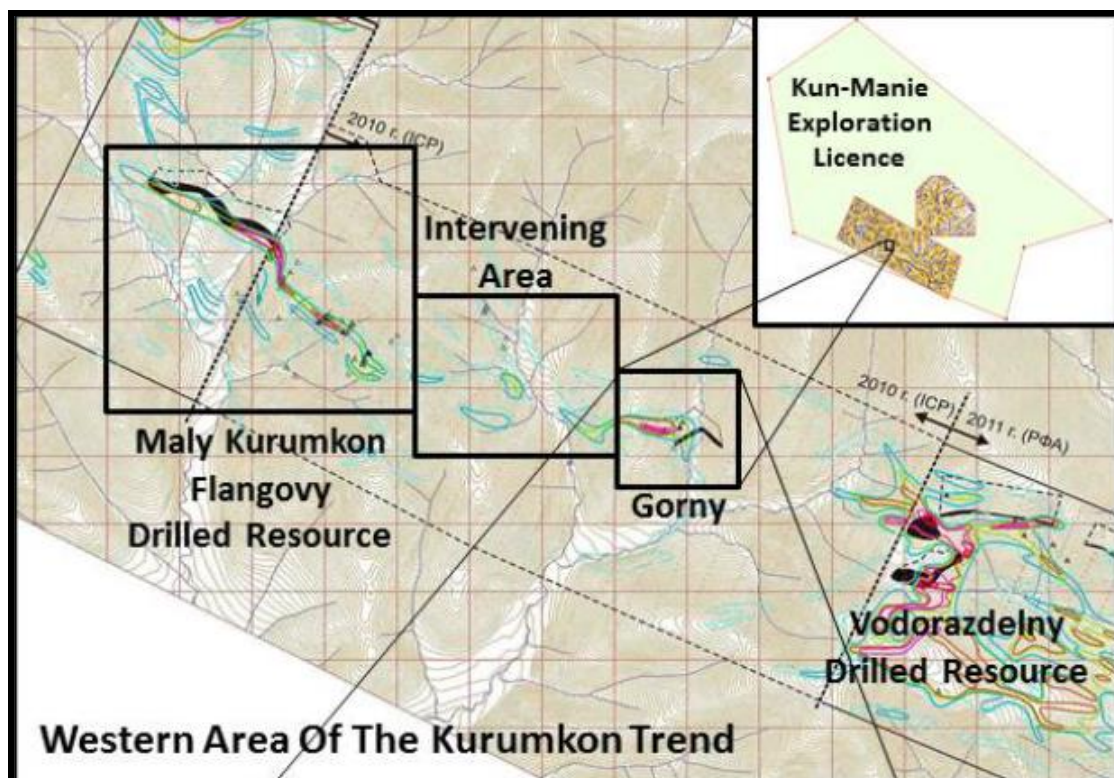 Kun-Manie
Exploration
Licence
2010 г. (ICP)
Intervening
Area
Maly Kurumkon
Flangovy
Drilled Resource
Gorny
2010 г. (ICP)
2011 г. (РФА)
Vodorazdelny
Drilled Resource
Western Area Of The Kurumkon Trend